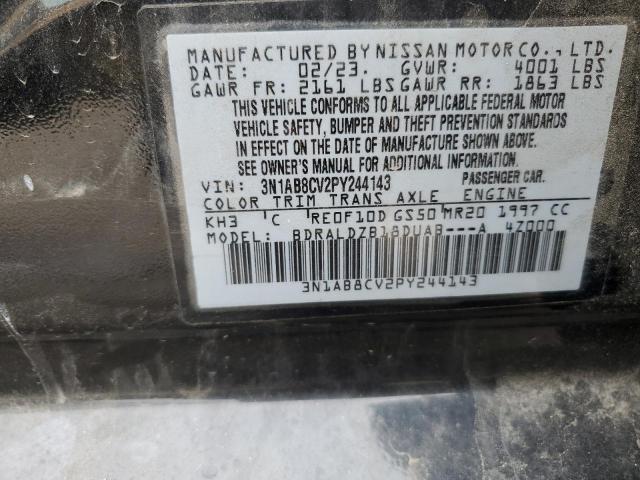 MANUFACTURED BY NISSAN MOTOR CO., LTD.
DATE: 02/23. GVWR: 4001 LBS
GAWR FR: 2161 LBS GAWR RR: 1863 LBS
THIS VEHICLE CONFORMS TO ALL APPLICABLE FEDERAL MOTOR
VEHICLE SAFETY, BUMPER AND THEFT PREVENTION STANDARDS
IN EFFECT ON THE DATE OF MANUFACTURE SHOWN ABOVE.
SEE OWNER'S MANUAL FOR ADDITIONAL INFORMATION.
VIN: 3N1AB8CV2PY244143 PASSENGER CAR.
COLOR TRIM TRANS AXLE ENGINE
KH3 C RE0F10D GS50 MR20 1997 CC
MODEL: BDRALDZB18DUAB---A 4Z000
3N1AB8CV2PY244143